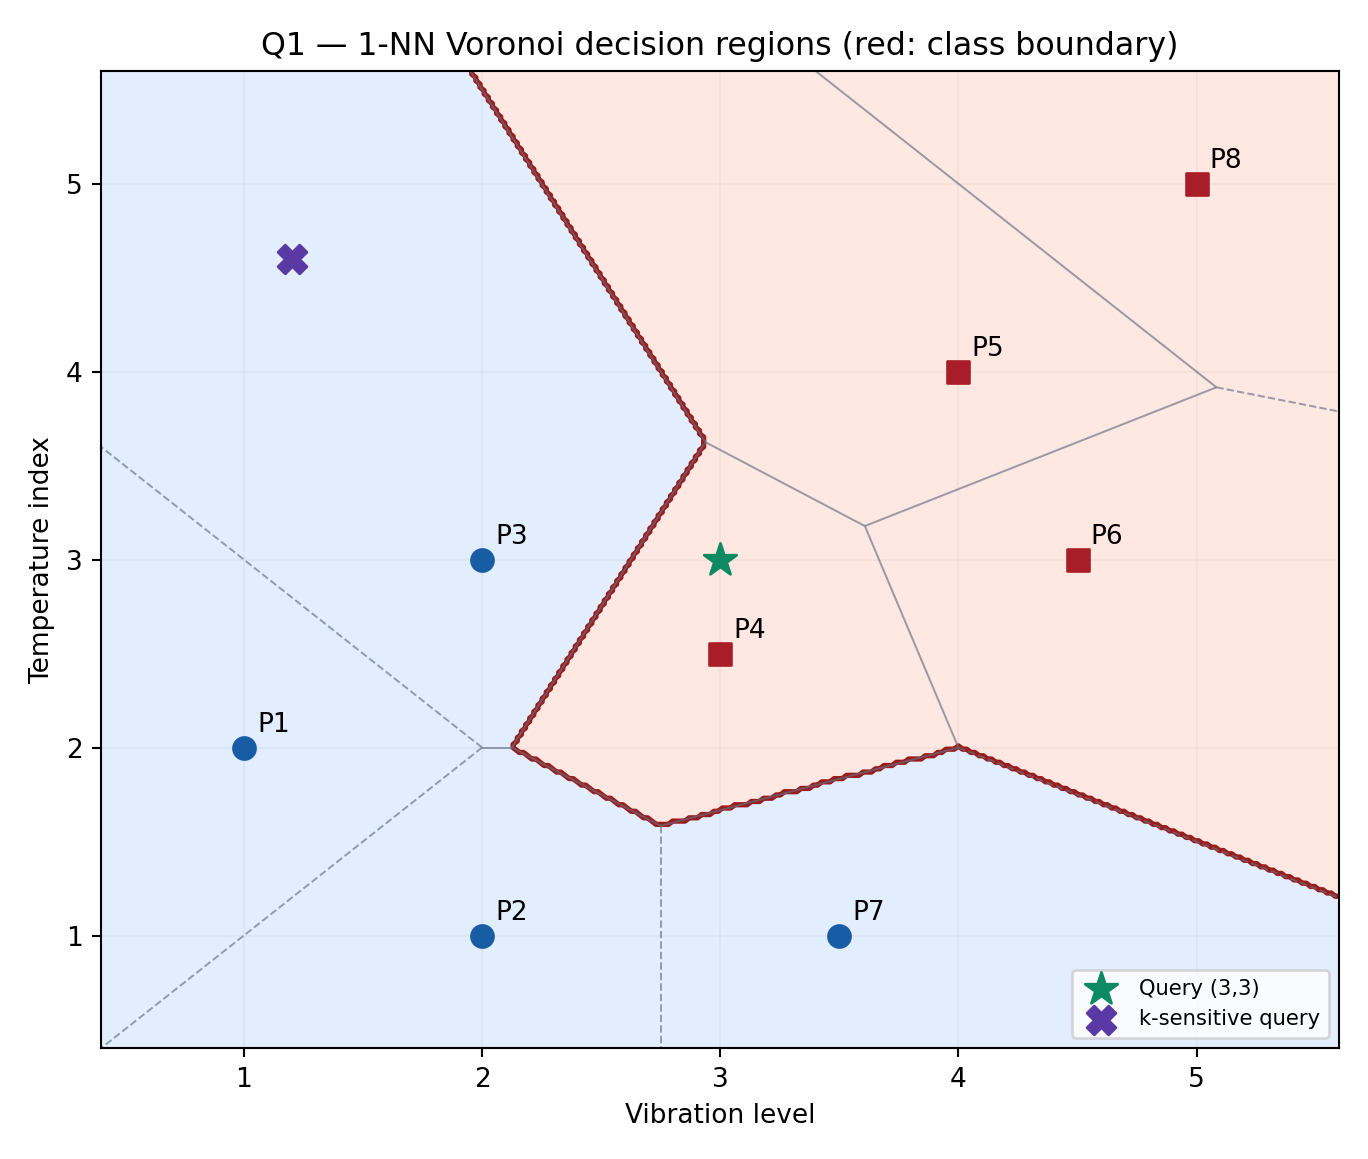 Q1 — 1-NN Voronoi decision regions (red: class boundary)
P8
5
P5
4
P3
P6
3
P4
P1
2
P2
P7
1
Temperature index
Query (3,3)
k-sensitive query
1 2 3 4 5
Vibration level